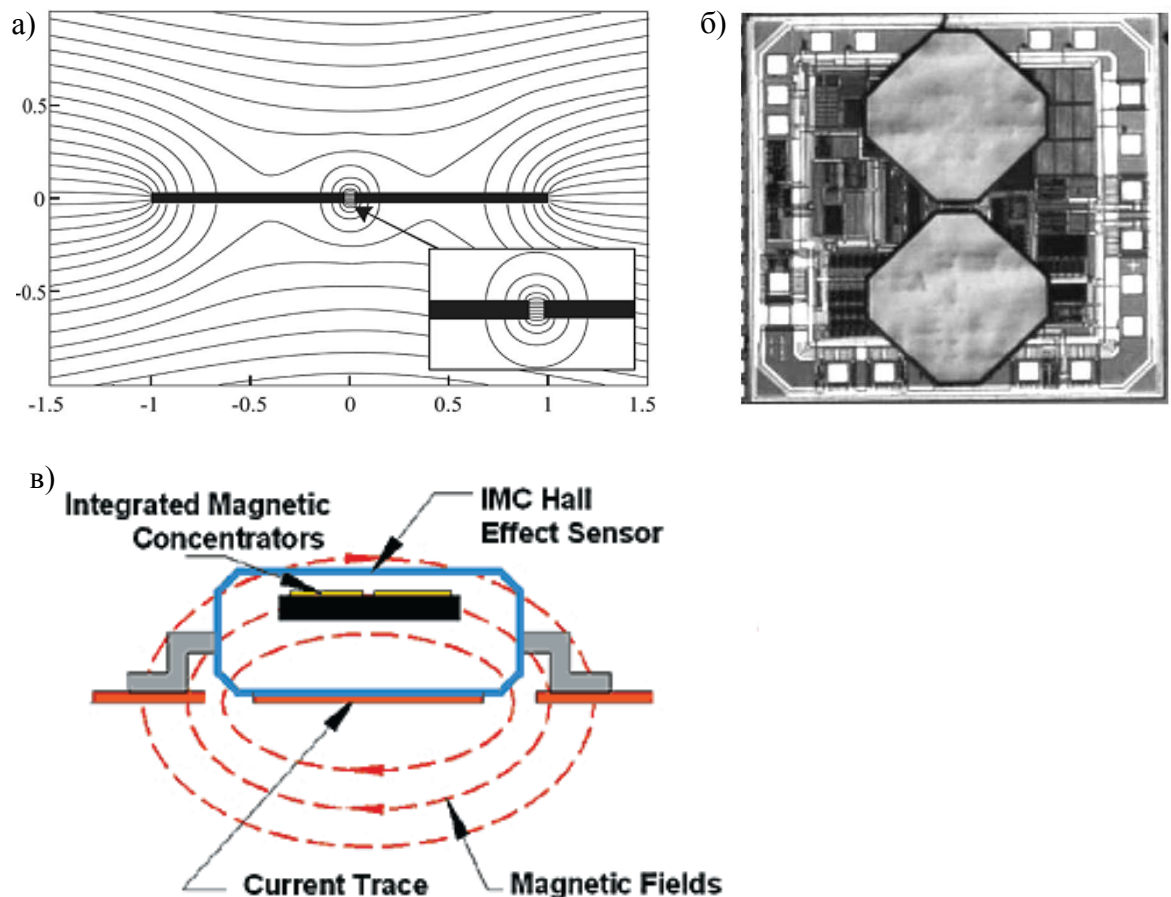 а)
0.5
0
-0.5
-1.5
-1
-0.5
0
0.5
1
1.5
б)
в)
Integrated Magnetic
Concentrators
IMC Hall
Effect Sensor
Current Trace
Magnetic Fields